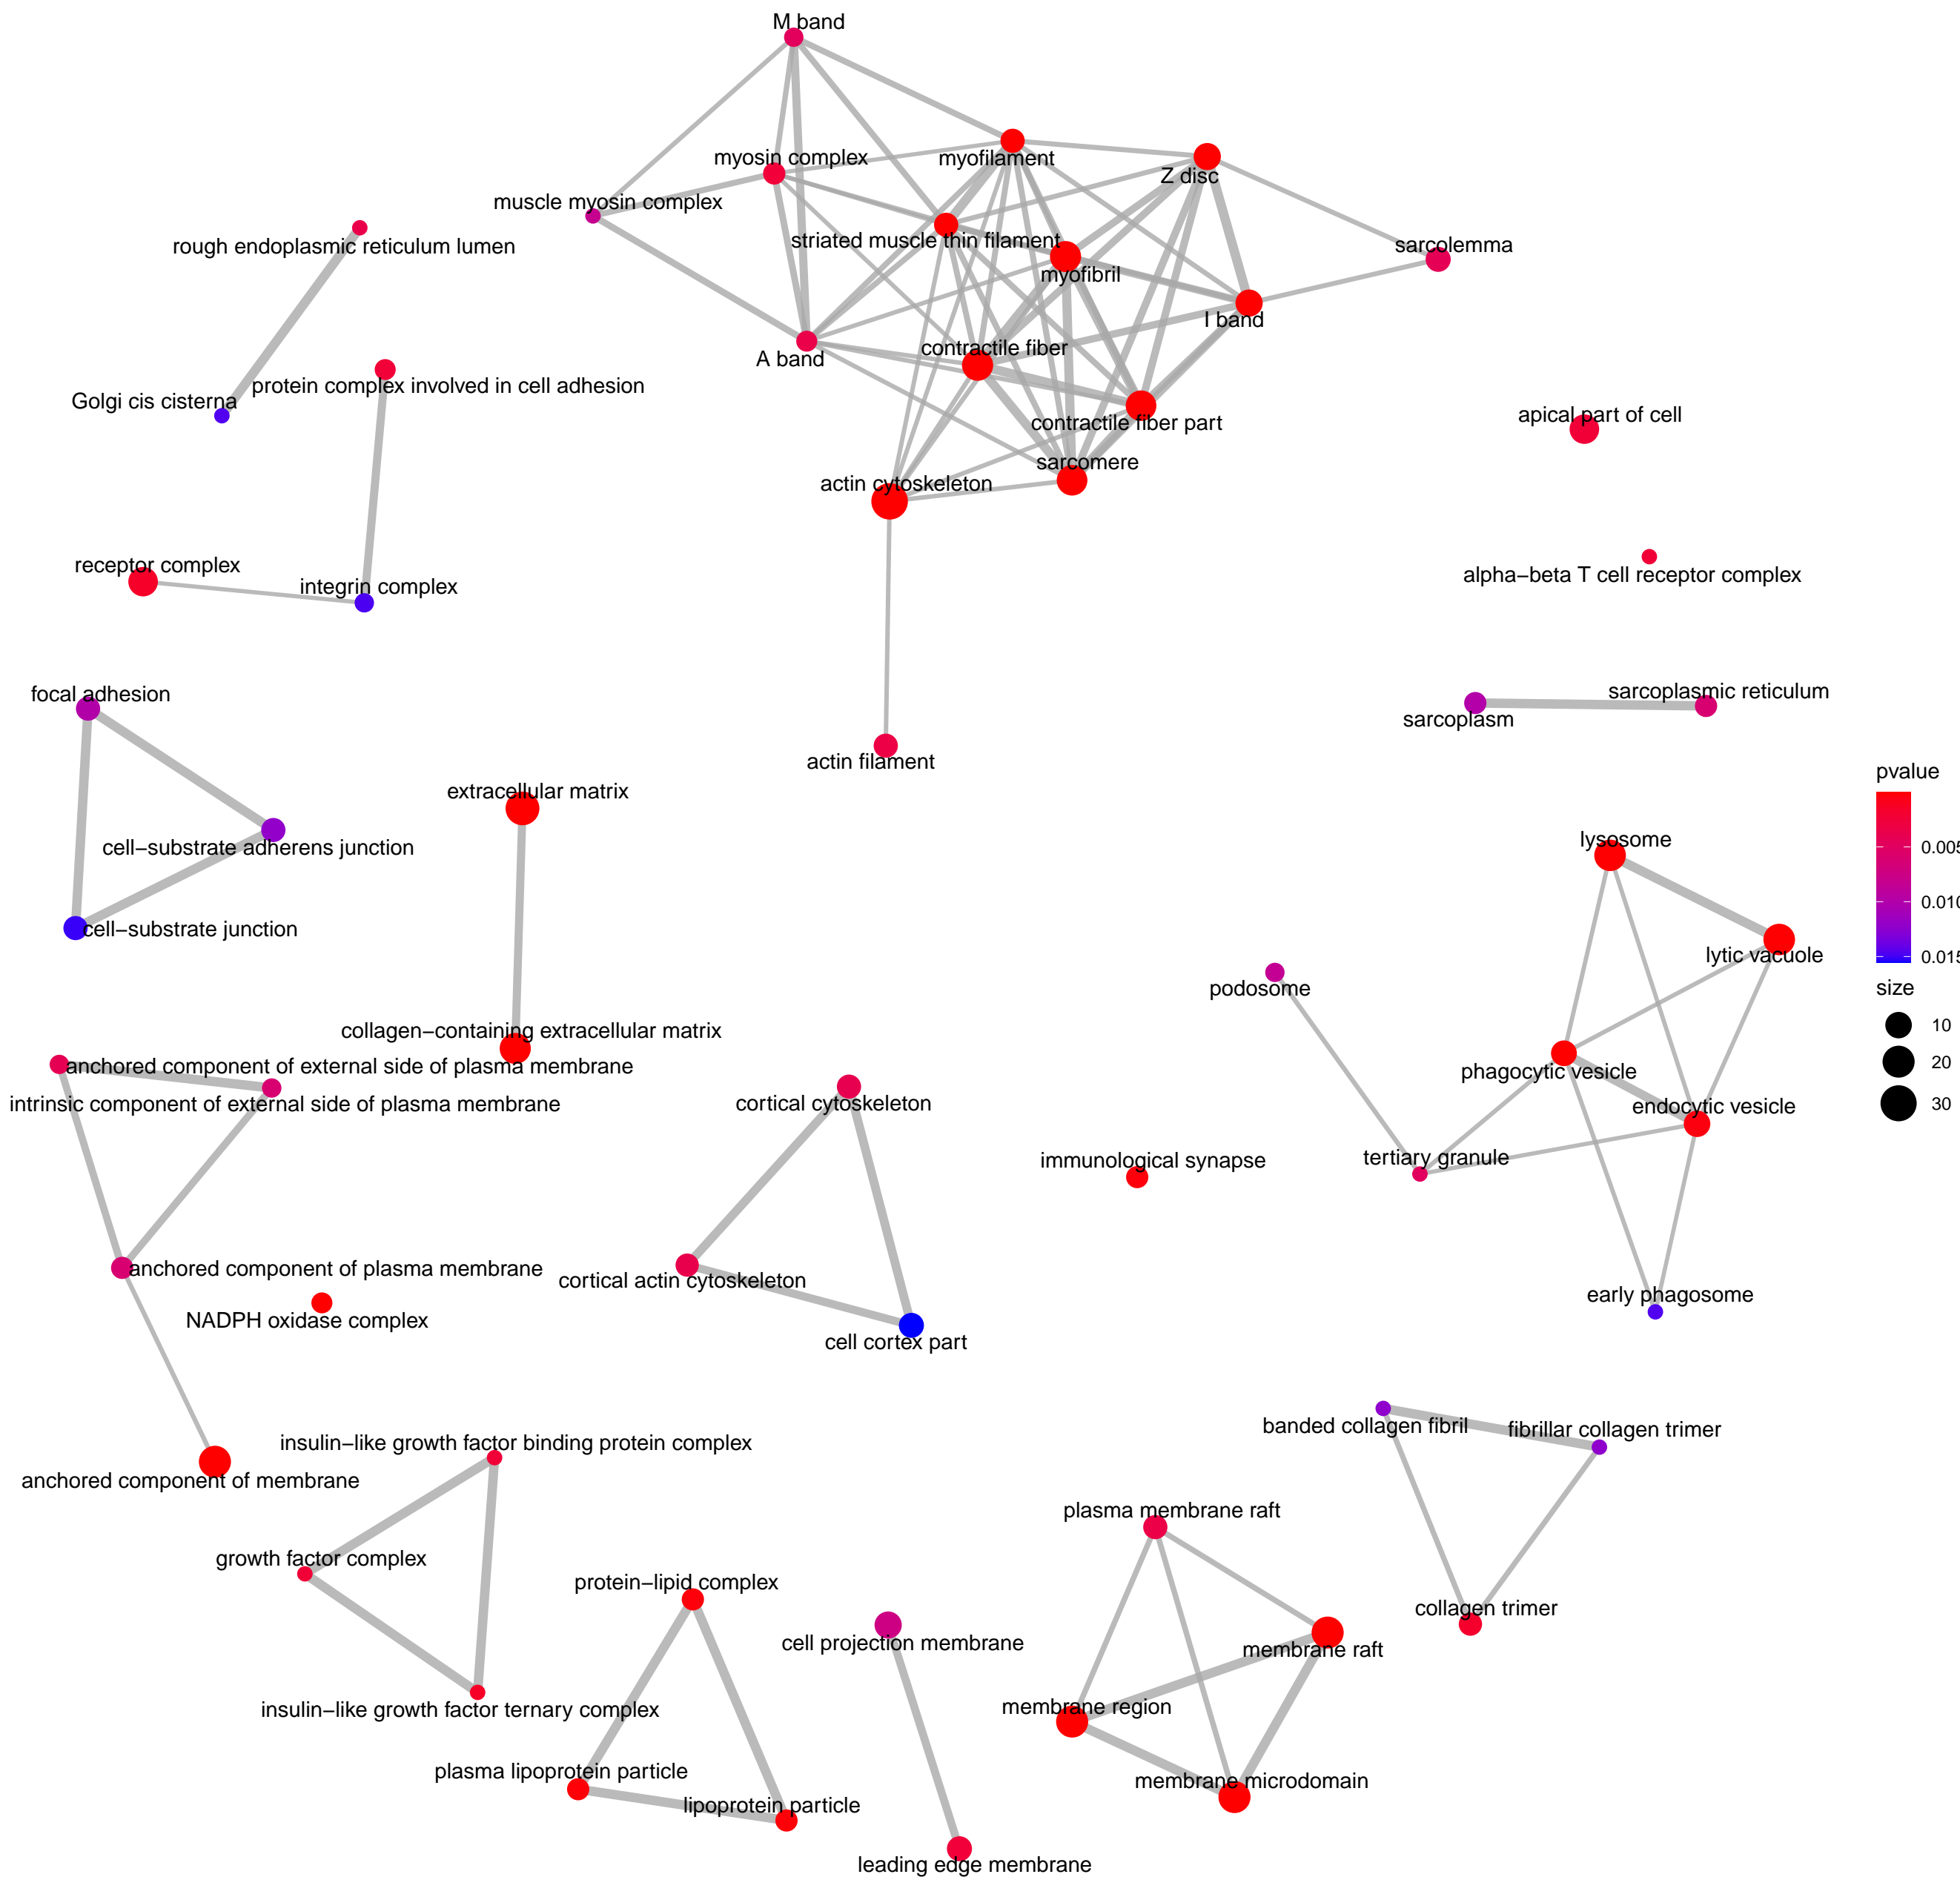 M band
myosin complex
myofilament
Z disc
muscle myosin complex
rough endoplasmic reticulum lumen
striated muscle thin filament
sarcolemma
myofibril
I band
contractile fiber
A band
protein complex involved in cell adhesion
Golgi cis cisterna
apical part of cell
contractile fiber part
sarcomere
actin cytoskeleton
receptor complex
integrin complex
alpha−beta T cell receptor complex
focal adhesion
sarcoplasmic reticulum
sarcoplasm
actin filament
pvalue
extracellular matrix
lysosome
0.005
cell−substrate adherens junction
0.010
cell−substrate junction
lytic vacuole
0.015
podosome
size
10
collagen−containing extracellular matrix
20
anchored component of external side of plasma membrane
phagocytic vesicle
intrinsic component of external side of plasma membrane
cortical cytoskeleton
endocytic vesicle
30
immunological synapse
tertiary granule
anchored component of plasma membrane
cortical actin cytoskeleton
early phagosome
NADPH oxidase complex
cell cortex part
banded collagen fibril
fibrillar collagen trimer
insulin−like growth factor binding protein complex
anchored component of membrane
plasma membrane raft
growth factor complex
protein−lipid complex
collagen trimer
cell projection membrane
membrane raft
insulin−like growth factor ternary complex
membrane region
plasma lipoprotein particle
membrane microdomain
lipoprotein particle
leading edge membrane